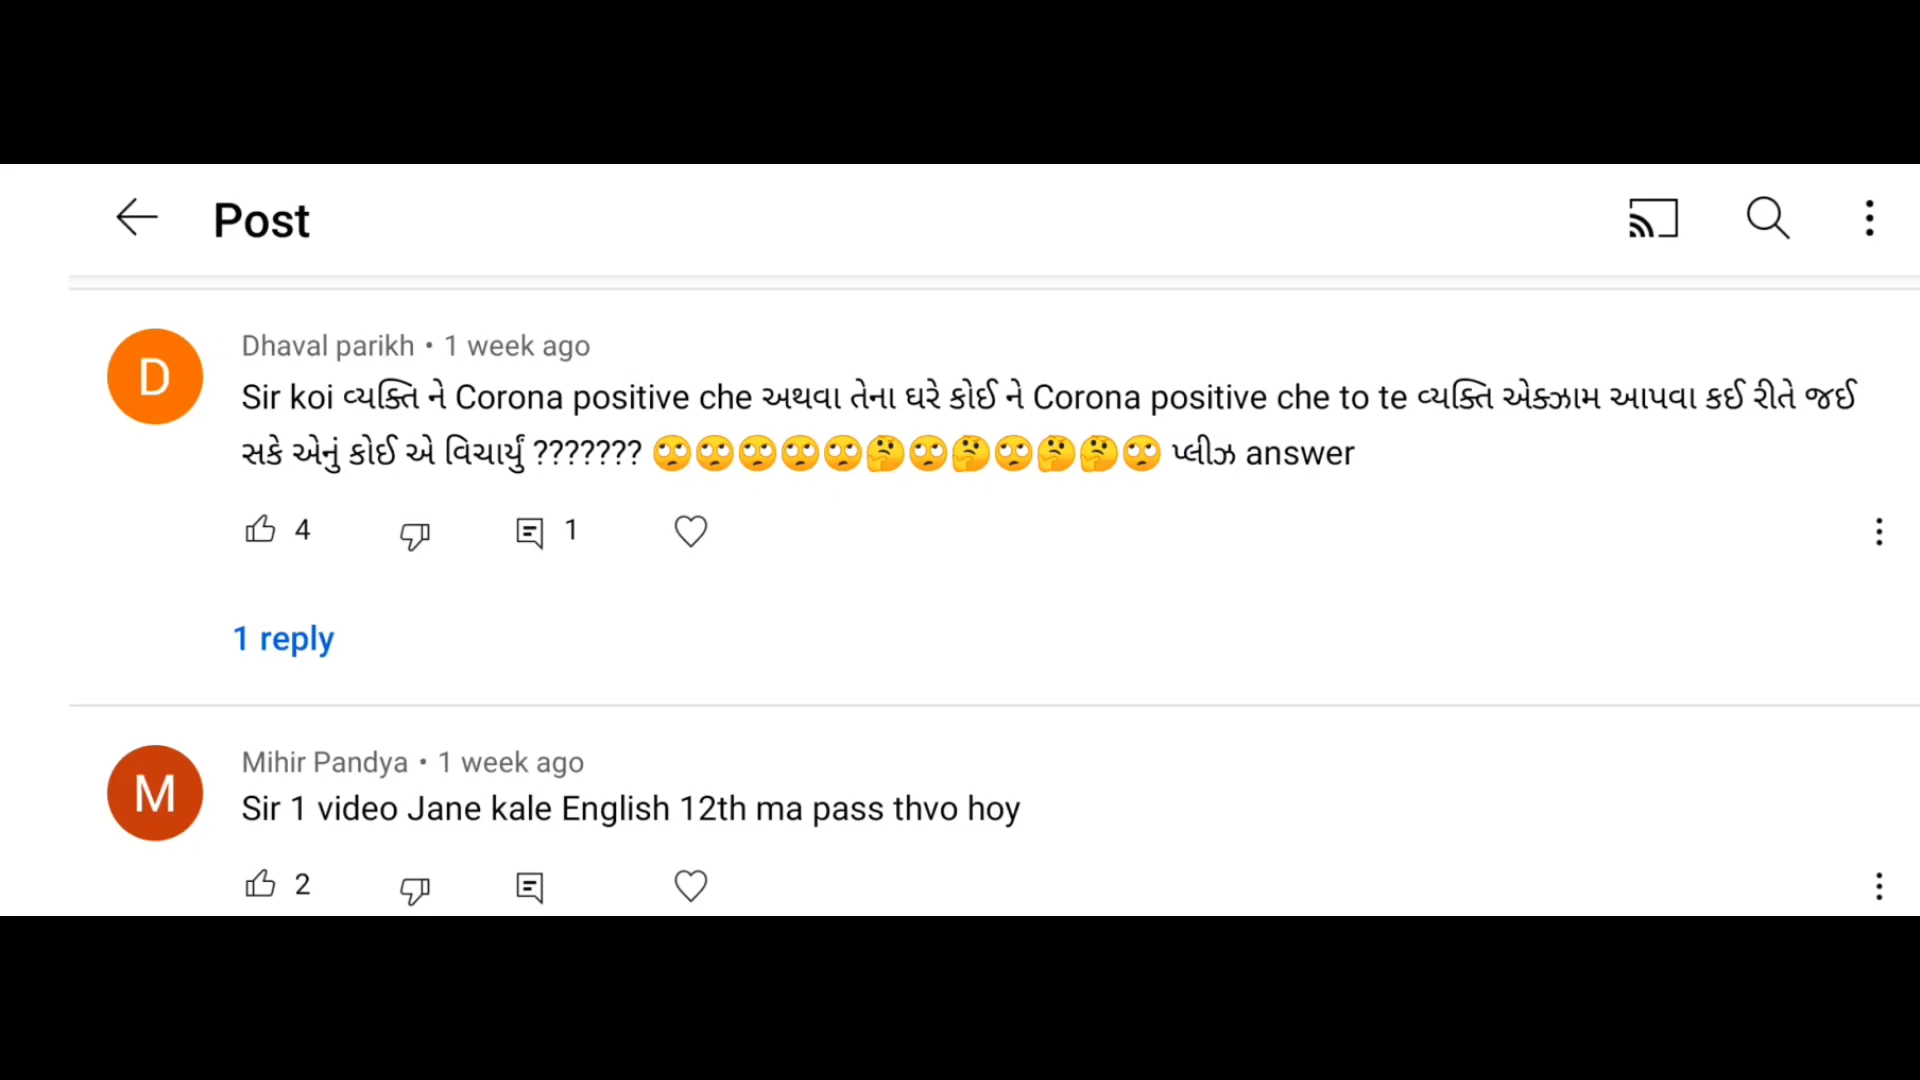 Post
Dhaval parikh • 1 week ago
Sir koi વ્યક્તિ ને Corona positive che અથવા તેના ઘરે કોઈ ને Corona positive che to te વ્યક્તિ એક્ઝામ આપવા કઈ રીતે જઈ
સકે એનું કોઈ એ વિચાર્યું ??????? 🙄🙄🙄🙄🙄🤔🙄🤔🙄🤔🤔🙄 પ્લીઝ answer
4 1
1 reply
Mihir Pandya • 1 week ago
Sir 1 video Jane kale English 12th ma pass thvo hoy
2
D
M